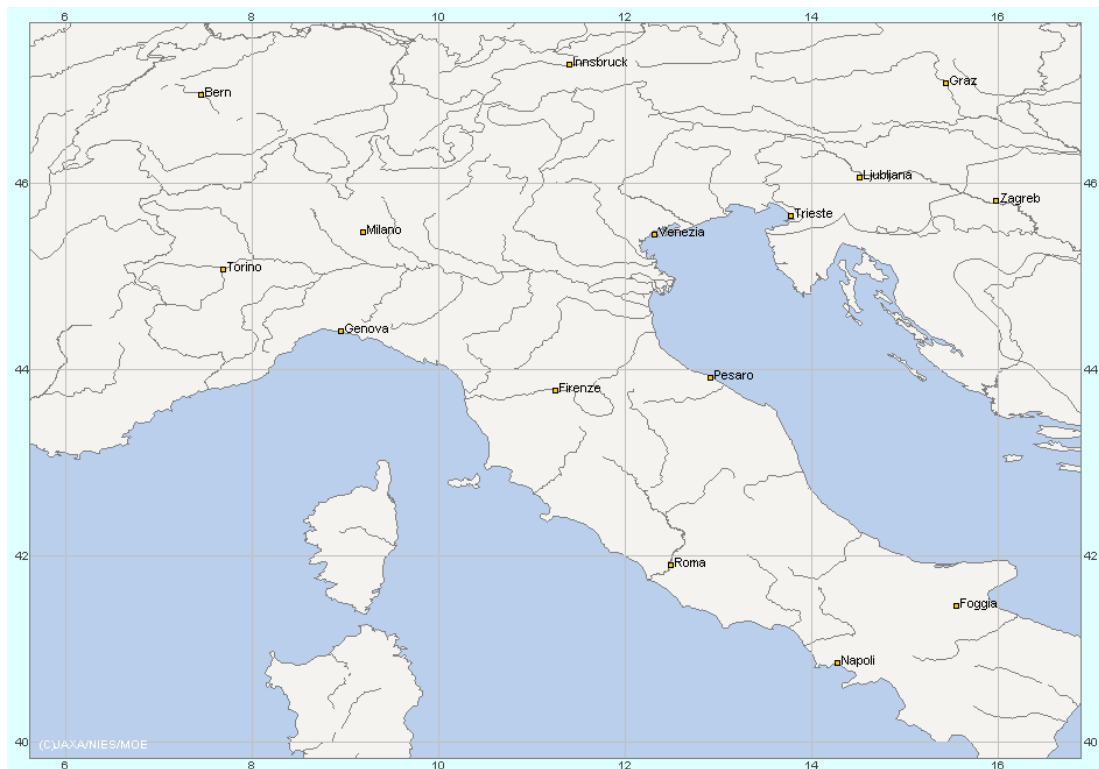 6 8 10 12 14 16
Innsbruck
Graz
Bern
Ljubljana
46 46
Zagreb
Trieste
Milano
Venezia
Torino
Genova
44 44
Pesaro
Firenze
42 42
Roma
Foggia
Napoli
40 (C)JAXA/NIES/MOE 40
6 8 10 12 14 16